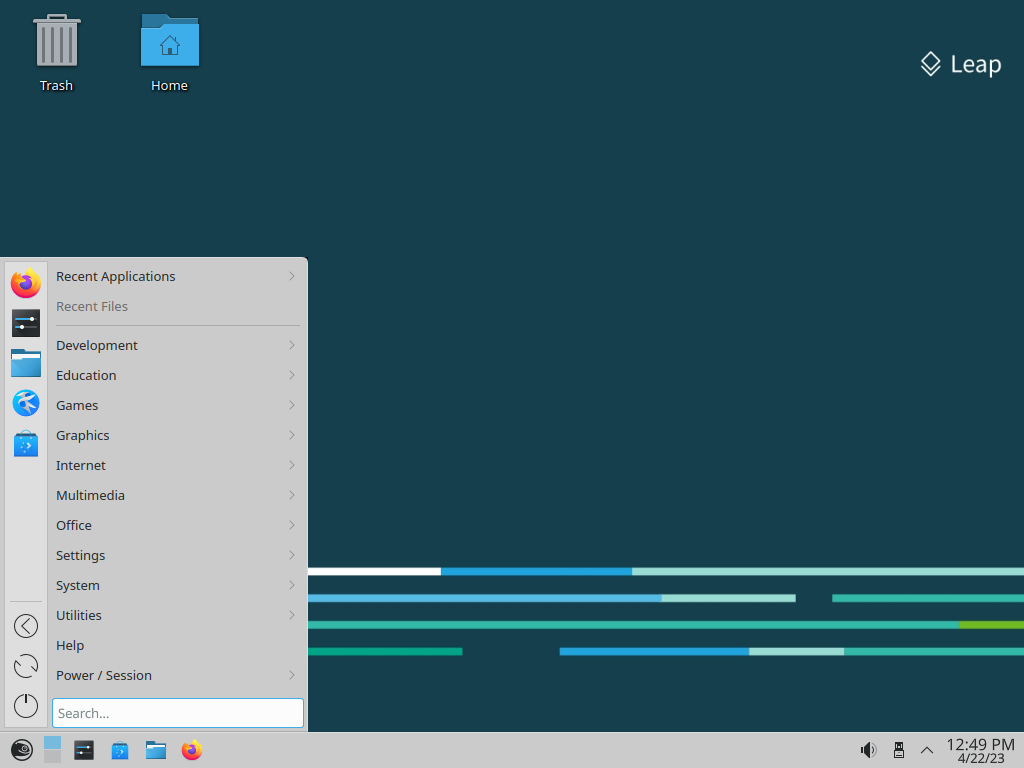 Trash
Home
Leap
Recent Applications
Recent Files
Development
Education
Games
Graphics
Internet
Multimedia
Office
Settings
System
Utilities
Help
Power / Session
Search...
12:49 PM
4/22/23